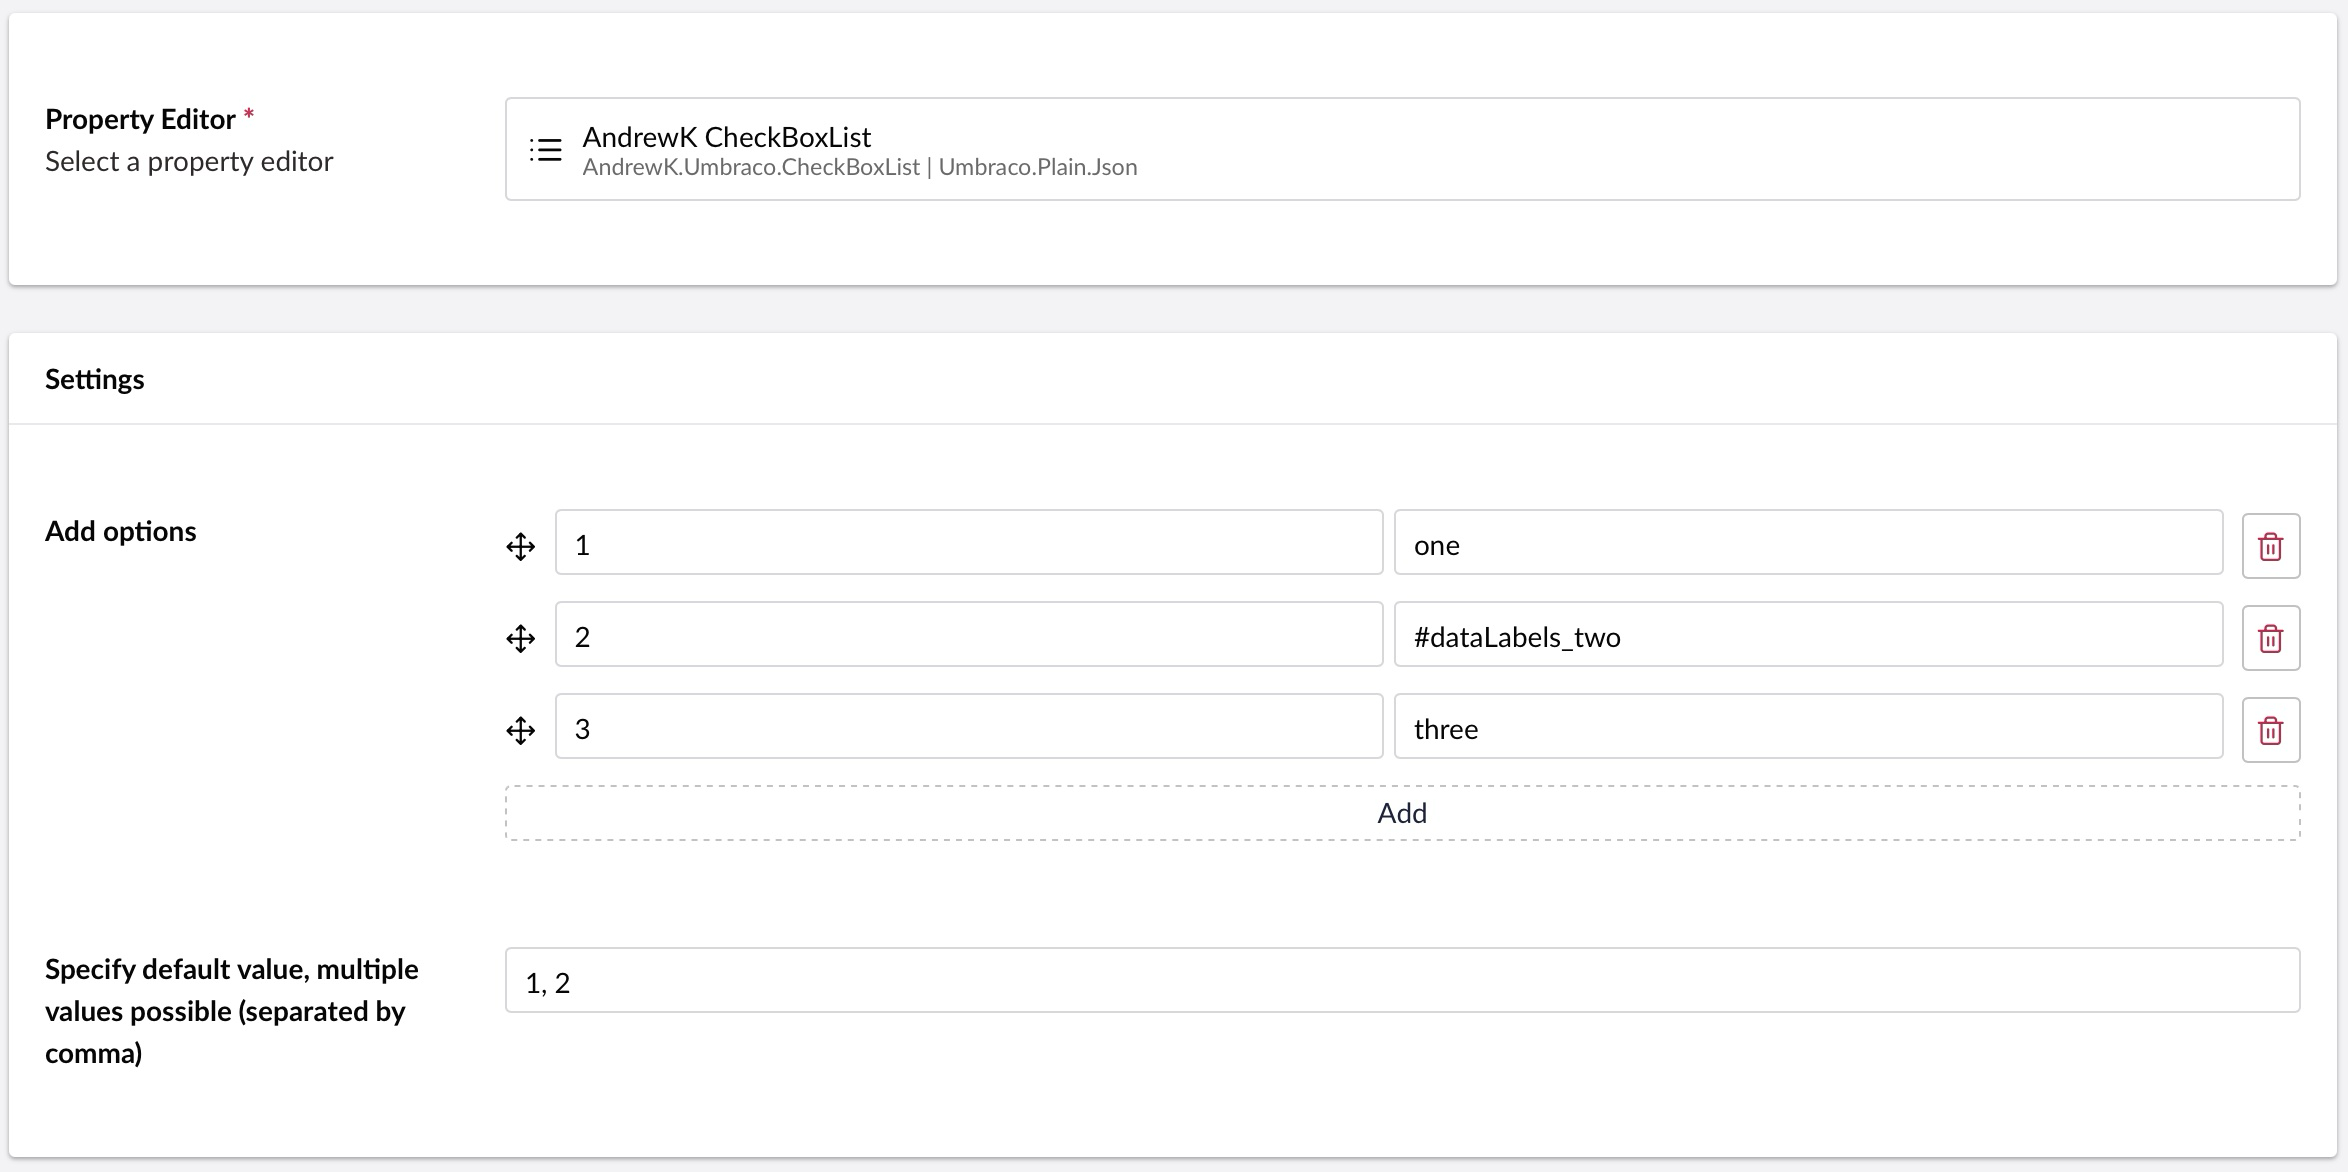 Property Editor *
Select a property editor
AndrewK CheckBoxList
AndrewK.Umbraco.CheckBoxList | Umbraco.Plain.Json
Settings
Add options
1
one
2
#dataLabels_two
3
three
Add
Specify default value, multiple
values possible (separated by
comma)
1, 2